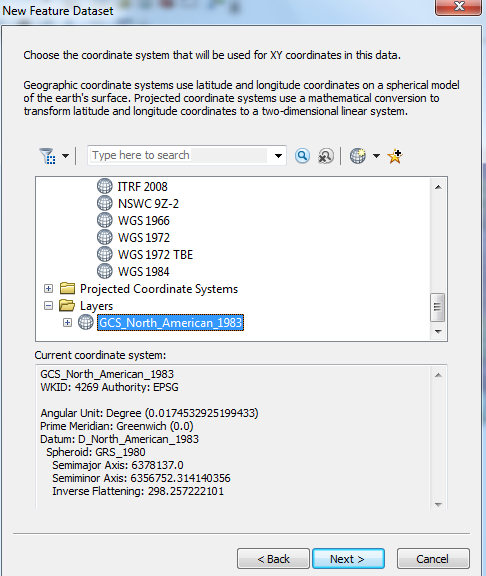 New Feature Dataset
Choose the coordinate system that will be used for XY coordinates in this data.
Geographic coordinate systems use latitude and longitude coordinates on a spherical model
of the earth's surface. Projected coordinate systems use a mathematical conversion to
transform latitude and longitude coordinates to a two-dimensional linear system.
Type here to search
ITRF 2008
NSWC 9Z-2
WGS 1966
WGS 1972
WGS 1972 TBE
WGS 1984
Projected Coordinate Systems
Layers
GCS_North_American_1983
Current coordinate system:
GCS_North_American_1983
WKID: 4269 Authority: EPSG
Angular Unit: Degree (0.0174532925199433)
Prime Meridian: Greenwich (0.0)
Datum: D_North_American_1983
Spheroid: GRS_1980
Semimajor Axis: 6378137.0
Semiminor Axis: 6356752.314140356
Inverse Flattening: 298.257222101
< Back
Next >
Cancel